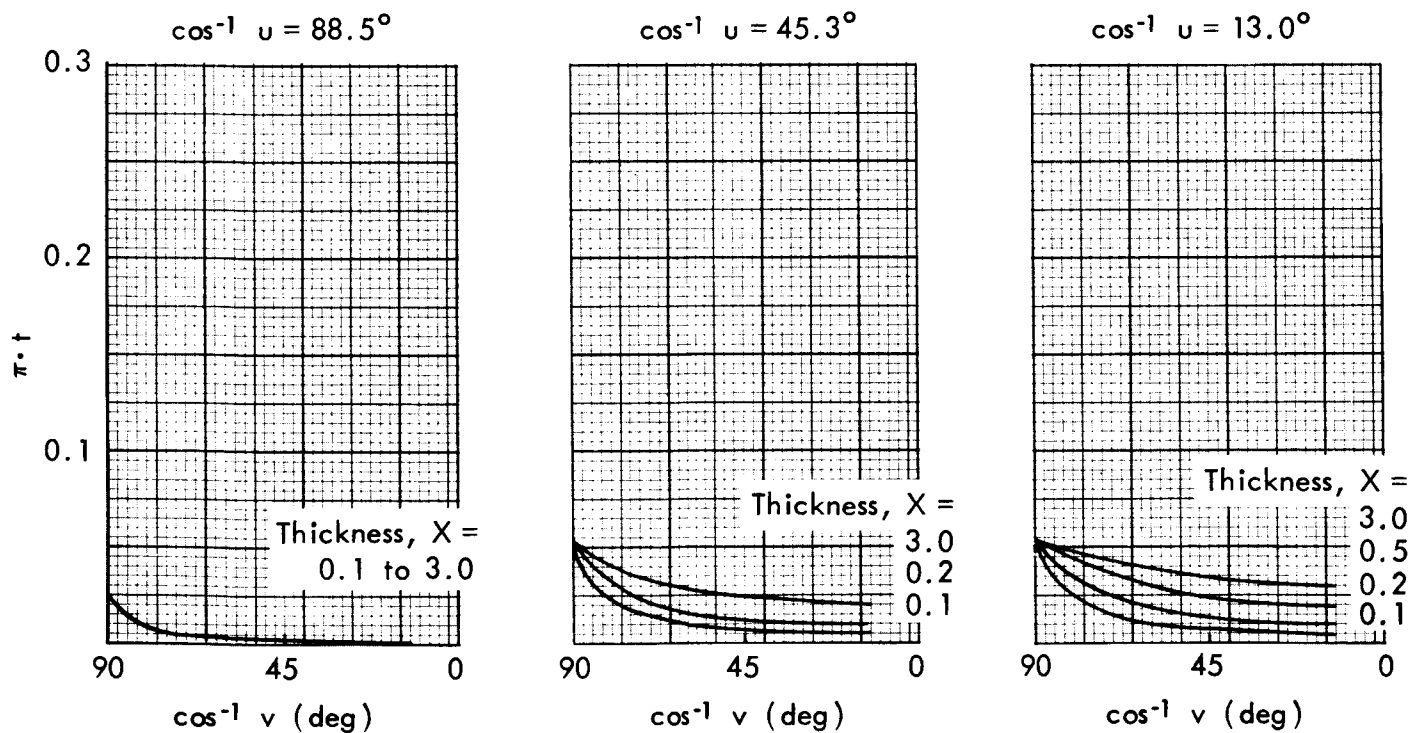 cos⁻¹ u = 88.5°
cos⁻¹ u = 45.3°
cos⁻¹ u = 13.0°
0.3
0.2
0.1
π·t
Thickness, X =
0.1 to 3.0
90
45
0
cos⁻¹ v (deg)
Thickness, X =
3.0
0.2
0.1
90
45
0
cos⁻¹ v (deg)
Thickness, X =
3.0
0.5
0.2
0.1
90
45
0
cos⁻¹ v (deg)